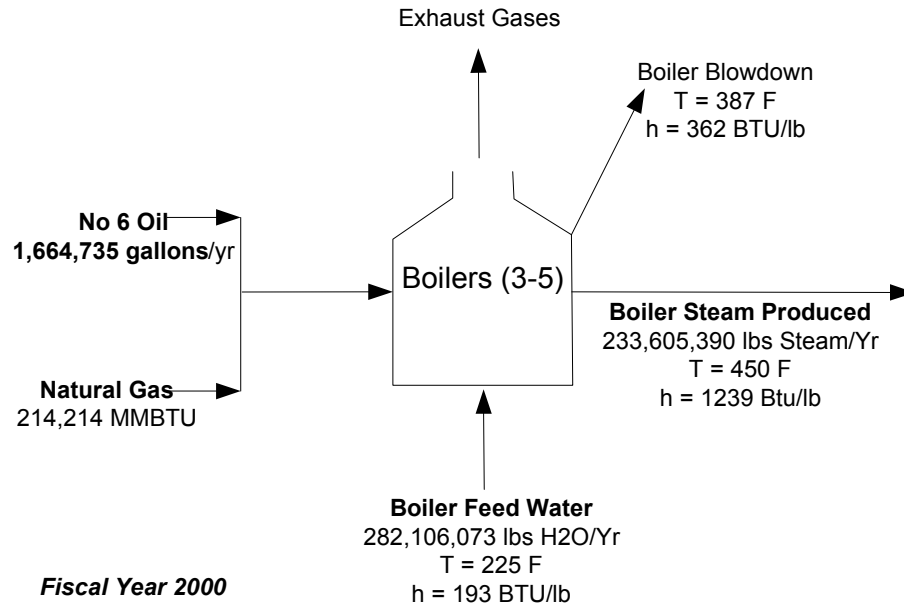 Exhaust Gases
Boiler Blowdown
T = 387 F
h = 362 BTU/lb
No 6 Oil
1,664,735 gallons/yr
Boilers (3-5)
Boiler Steam Produced
233,605,390 lbs Steam/Yr
T = 450 F
h = 1239 Btu/lb
Natural Gas
214,214 MMBTU
Boiler Feed Water
282,106,073 lbs H2O/Yr
T = 225 F
h = 193 BTU/lb
Fiscal Year 2000